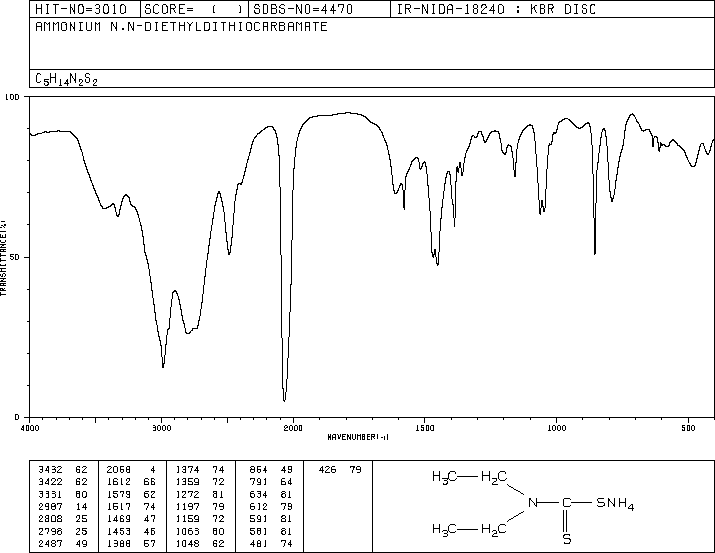 HIT-NO=3010 SCORE= ( ) SDBS-NO=4470 IR-NIDA-18240 : KBR DISC
AMMONIUM N,N-DIETHYLDITHIOCARBAMATE
C5H14N2S2
100
50
0
TRANSMITTANCE(%)
4000 3000 2000 1500 1000 500
WAVENUMBER(-1)
3432 62 2068 4 1374 74 864 49 426 79
3422 62 1612 66 1359 72 791 64
3331 60 1579 62 1272 81 634 81
2987 14 1517 74 1197 79 612 79
2808 25 1469 47 1159 72 591 81
2798 25 1453 46 1063 60 581 81
2487 49 1388 57 1048 62 481 74
H3C H2C
N C SNH4
H3C H2C
S